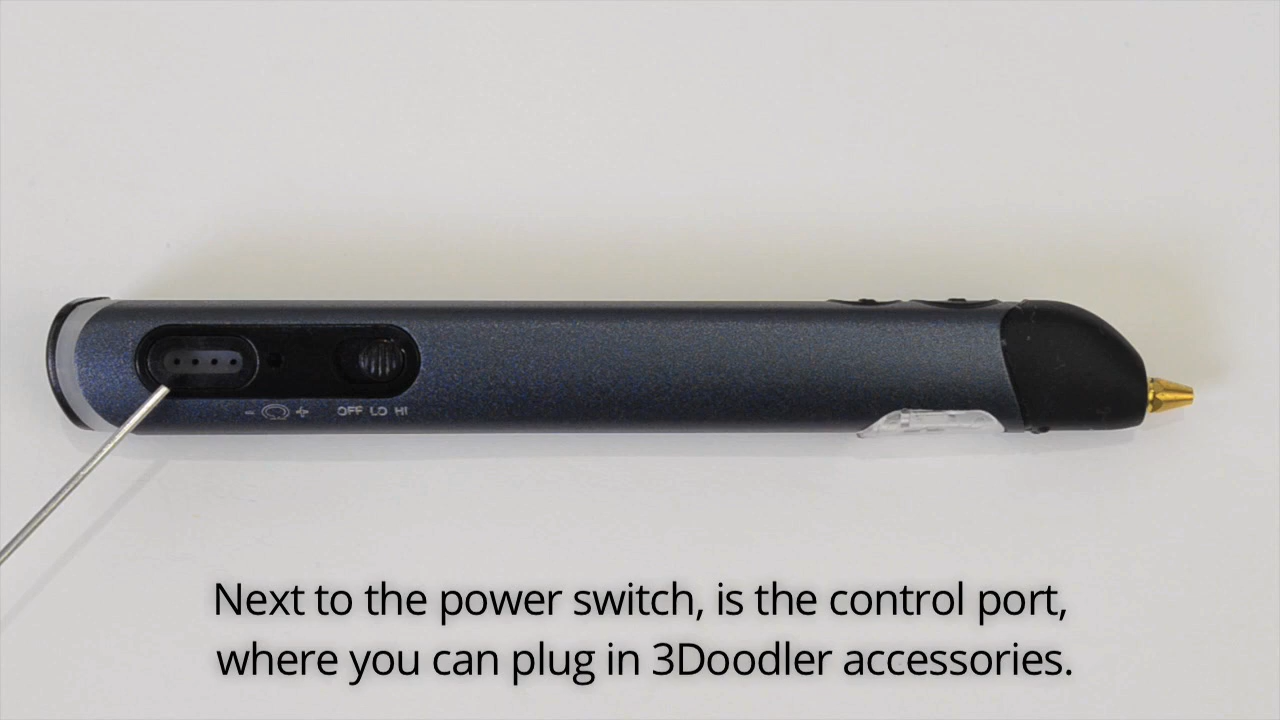 - +
OFF LO HI
Next to the power switch, is the control port,
where you can plug in 3Doodler accessories.